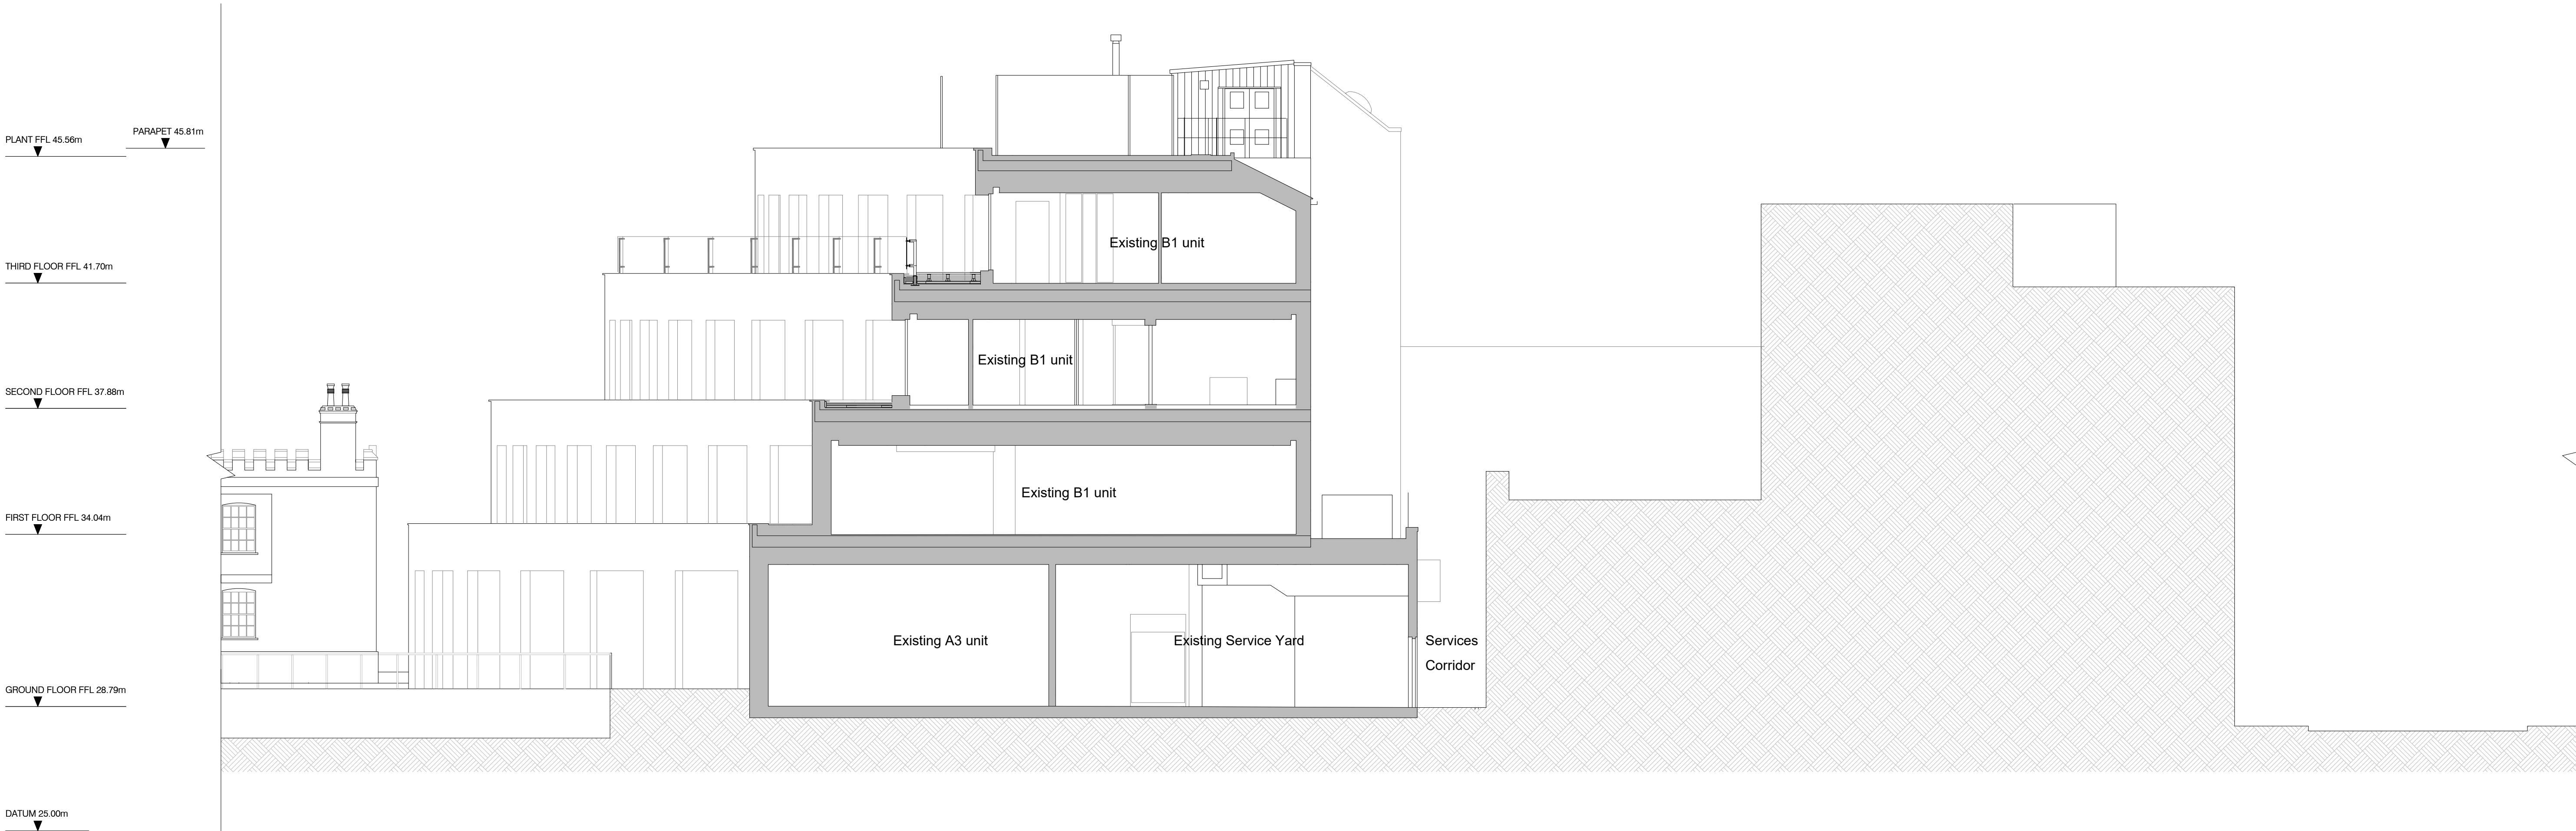 PARAPET 45.81m
PLANT FFL 45.56m
Existing B1 unit
THIRD FLOOR FFL 41.70m
Existing B1 unit
SECOND FLOOR FFL 37.88m
Existing B1 unit
FIRST FLOOR FFL 34.04m
Existing A3 unit
Existing Service Yard
Services
Corridor
GROUND FLOOR FFL 28.79m
DATUM 25.00m